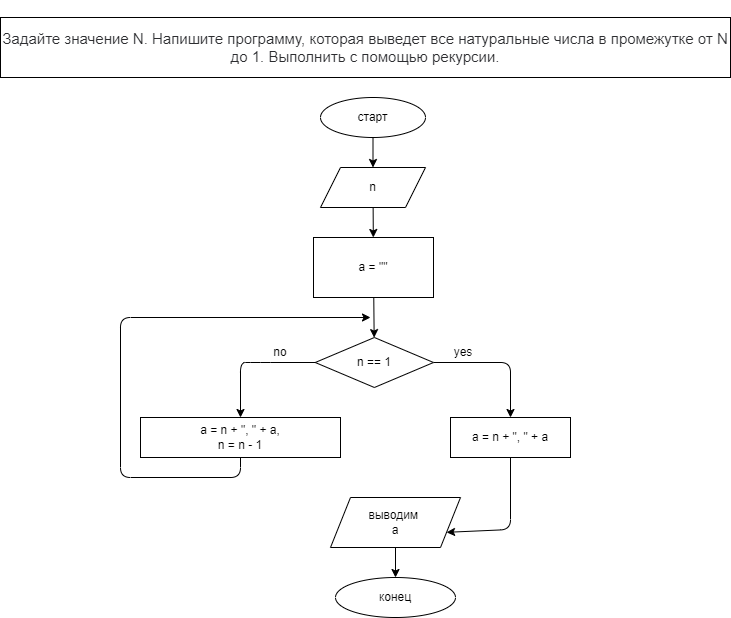 Задайте значение N. Напишите программу, которая выведет все натуральные числа в промежутке от N
до 1. Выполнить с помощью рекурсии.
старт
n
a = ""
no
n == 1
yes
a = n + ", " + a,
n = n - 1
a = n + ", " + a
выводим
a
конец